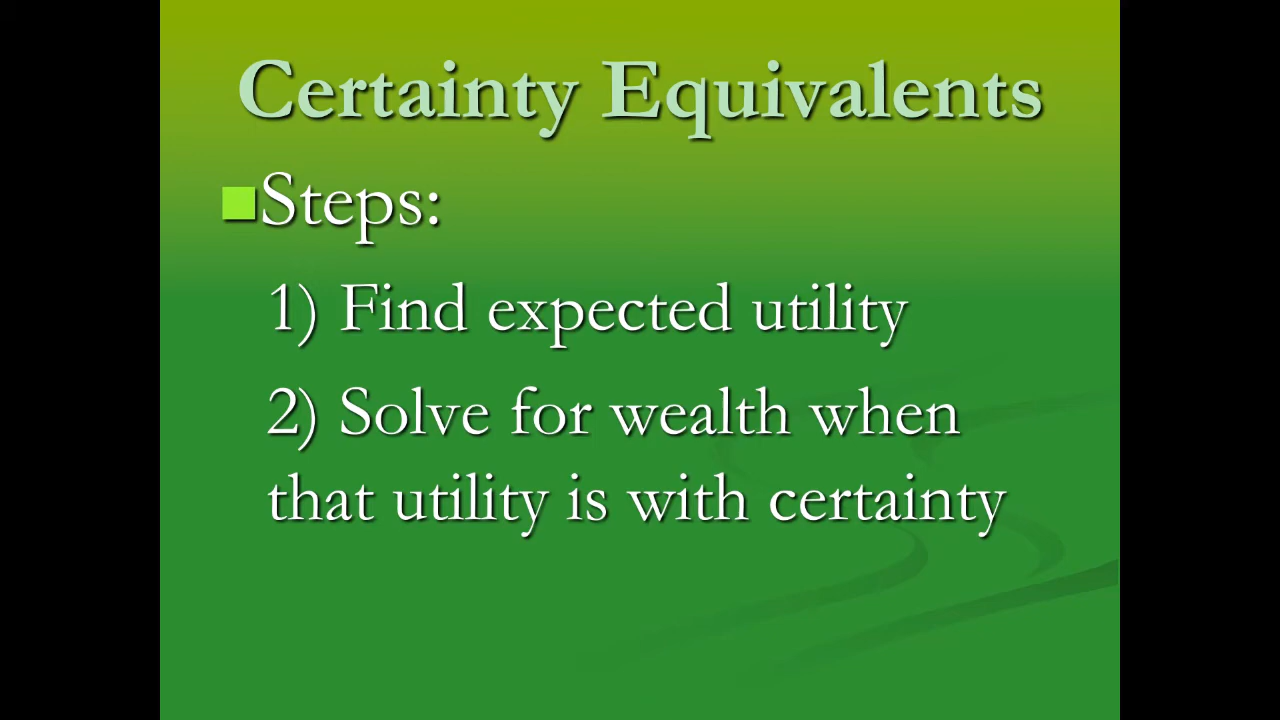 Certainty Equivalents
Steps:
1) Find expected utility
2) Solve for wealth when
that utility is with certainty